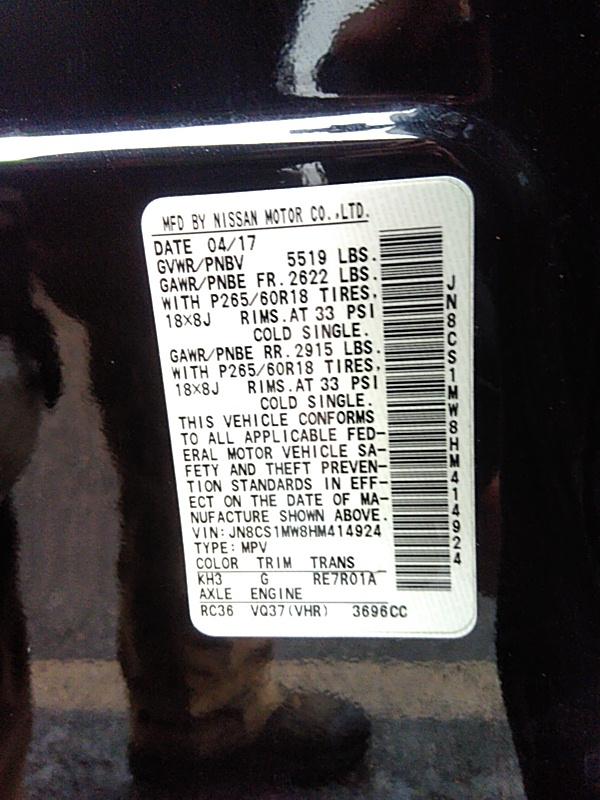 MFD BY NISSAN MOTOR CO.,LTD.
DATE 04/17
GVWR/PNBV 5519 LBS.
GAWR/PNBE FR. 2622 LBS.
WITH P265/60R18 TIRES,
18×8J RIMS.AT 33 PSI
COLD SINGLE.
GAWR/PNBE RR. 2915 LBS.
WITH P265/60R18 TIRES,
18×8J RIMS.AT 33 PSI
COLD SINGLE.
THIS VEHICLE CONFORMS
TO ALL APPLICABLE FED-
ERAL MOTOR VEHICLE SA-
FETY AND THEFT PREVEN-
TION STANDARDS IN EFF-
ECT ON THE DATE OF MA-
NUFACTURE SHOWN ABOVE.
VIN: JN8CS1MW8HM414924
TYPE: MPV
COLOR TRIM TRANS
KH3 G RE7R01A
AXLE ENGINE
RC36 VQ37(VHR) 3696CC
JN8CS1MW8HM414924